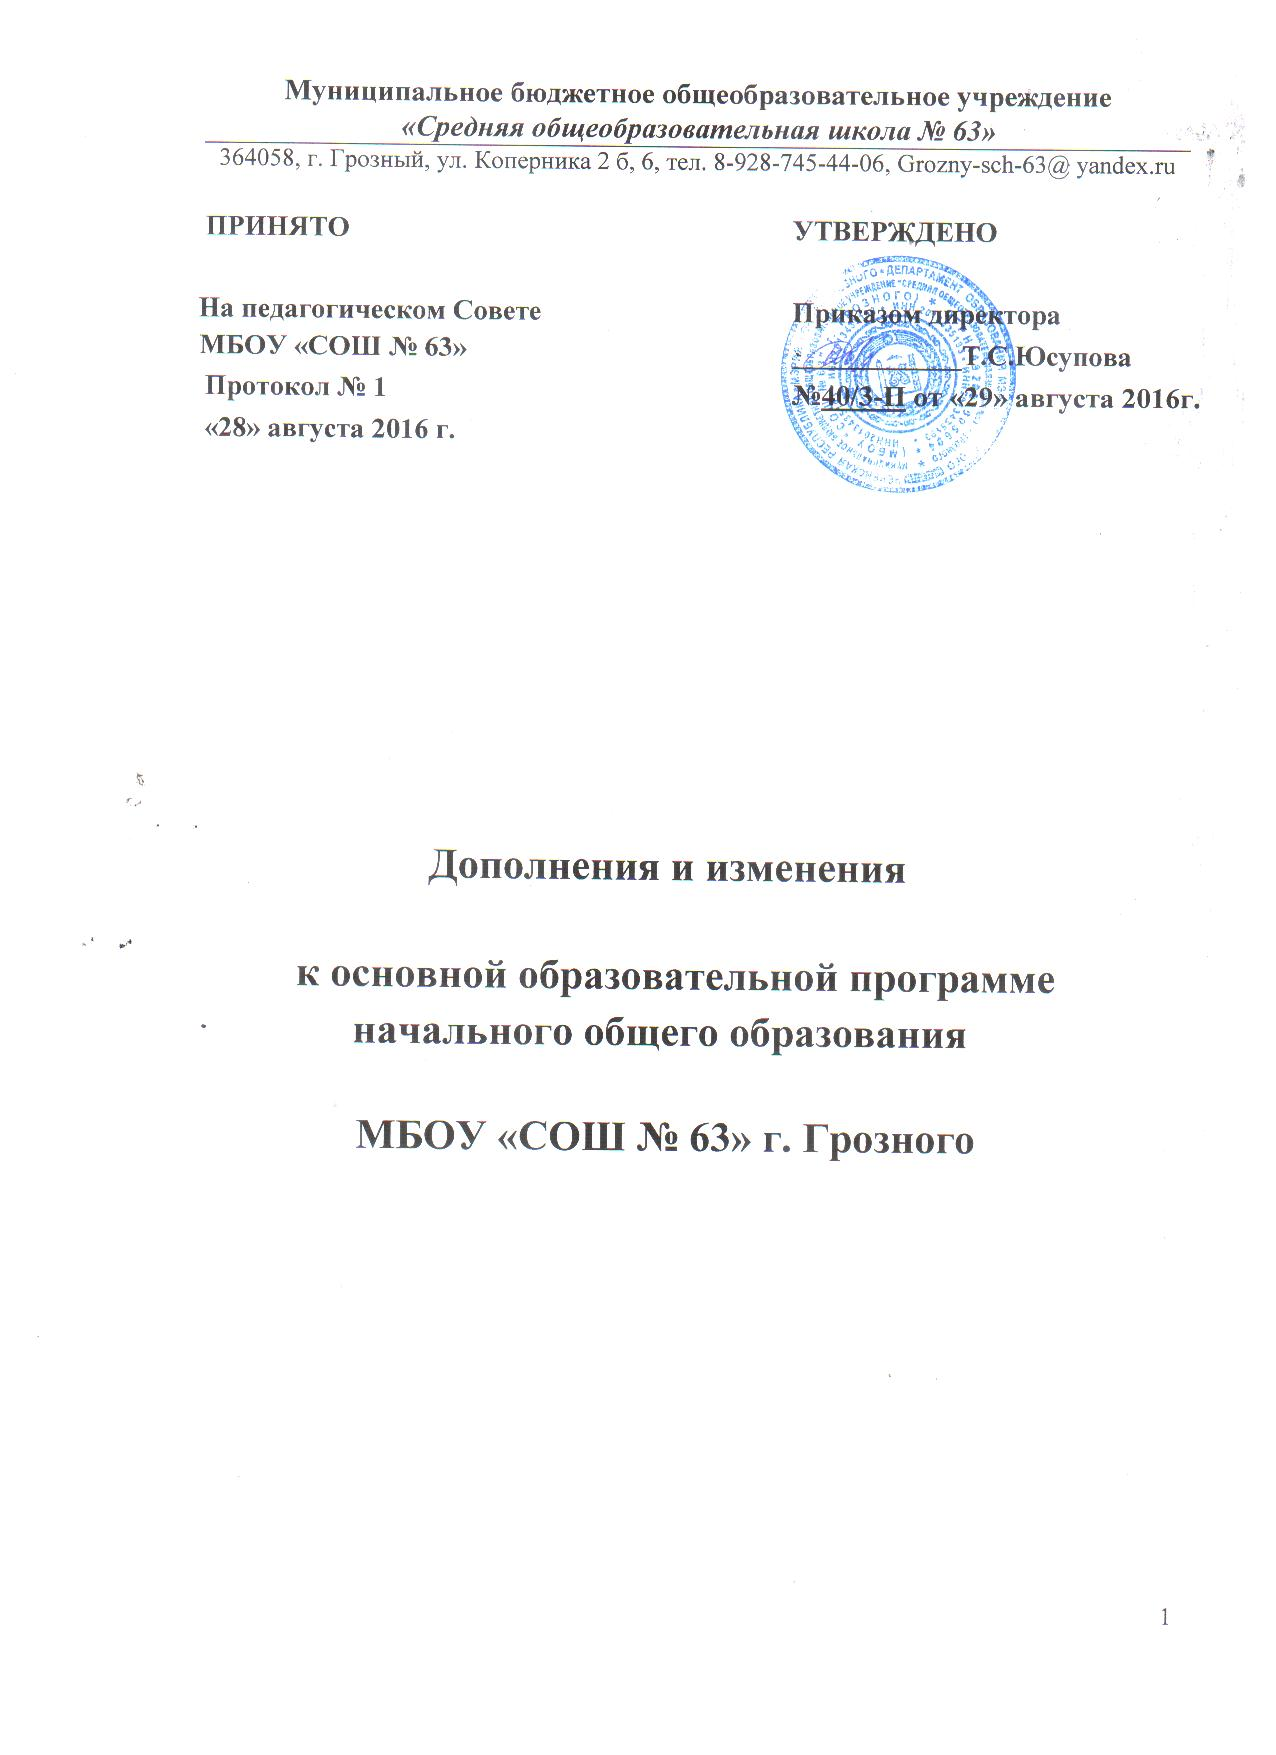 Муниципальное бюджетное общеобразовательное учреждение
«Средняя общеобразовательная школа № 63»
364058, г. Грозный, ул. Коперника 2 б, 6, тел. 8-928-745-44-06, Grozny-sch-63@ yandex.ru
ПРИНЯТО
На педагогическом Совете
МБОУ «СОШ № 63»
Протокол № 1
«28» августа 2016 г.
УТВЕРЖДЕНО
Приказом директора
Т.С.Юсупова
№40/3-П от «29» августа 2016г.
Дополнения и изменения
к основной образовательной программе
начального общего образования
МБОУ «СОШ № 63» г. Грозного
1